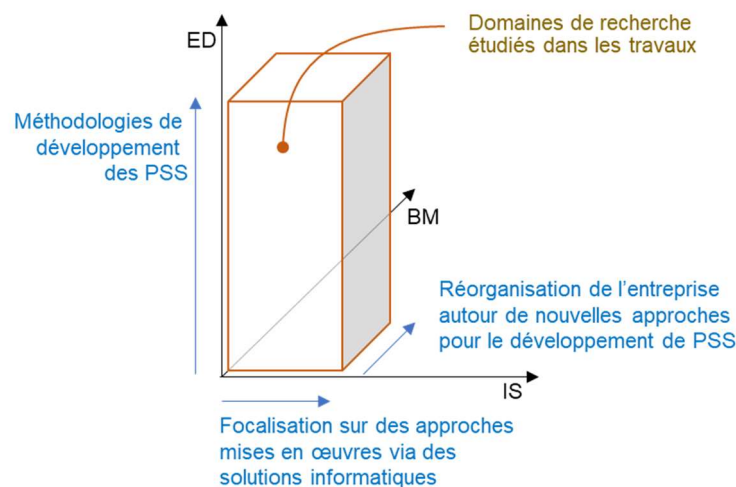 Domaines de recherche
étudiés dans les travaux
ED
Méthodologies de
développement
des PSS
BM
Réorganisation de l'entreprise
autour de nouvelles approches
pour le développement de PSS
IS
Focalisation sur des approches
mises en œuvres via des
solutions informatiques